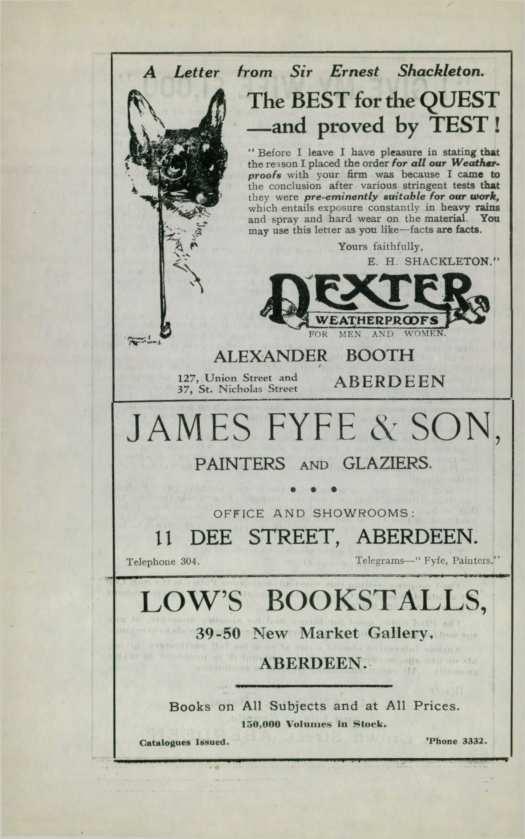 A Letter from Sir Ernest Shackleton.
The BEST for the QUEST
—and proved by TEST !
" Before I leave I have pleasure in stating that
the reason I placed the order for all our Weather-
proofs with your firm was because I came to
the conclusion after various stringent tests that
they were pre-eminently suitable for our work,
which entails exposure constantly in heavy rains
and spray and hard wear on the material. You
may use this letter as you like—facts are facts.
Yours faithfully,
E. H. SHACKLETON."
DEXTER
WEATHERPROOFS
FOR MEN AND WOMEN.
ALEXANDER BOOTH
127, Union Street and
37, St. Nicholas Street
ABERDEEN
JAMES FYFE & SON,
PAINTERS AND GLAZIERS.
OFFICE AND SHOWROOMS:
11 DEE STREET, ABERDEEN.
Telephone 304.
Telegrams—" Fyfe, Painters."
LOW'S BOOKSTALLS,
39-50 New Market Gallery,
ABERDEEN.
Books on All Subjects and at All Prices.
150,000 Volumes in Stock.
Catalogues Issued.
'Phone 3332.